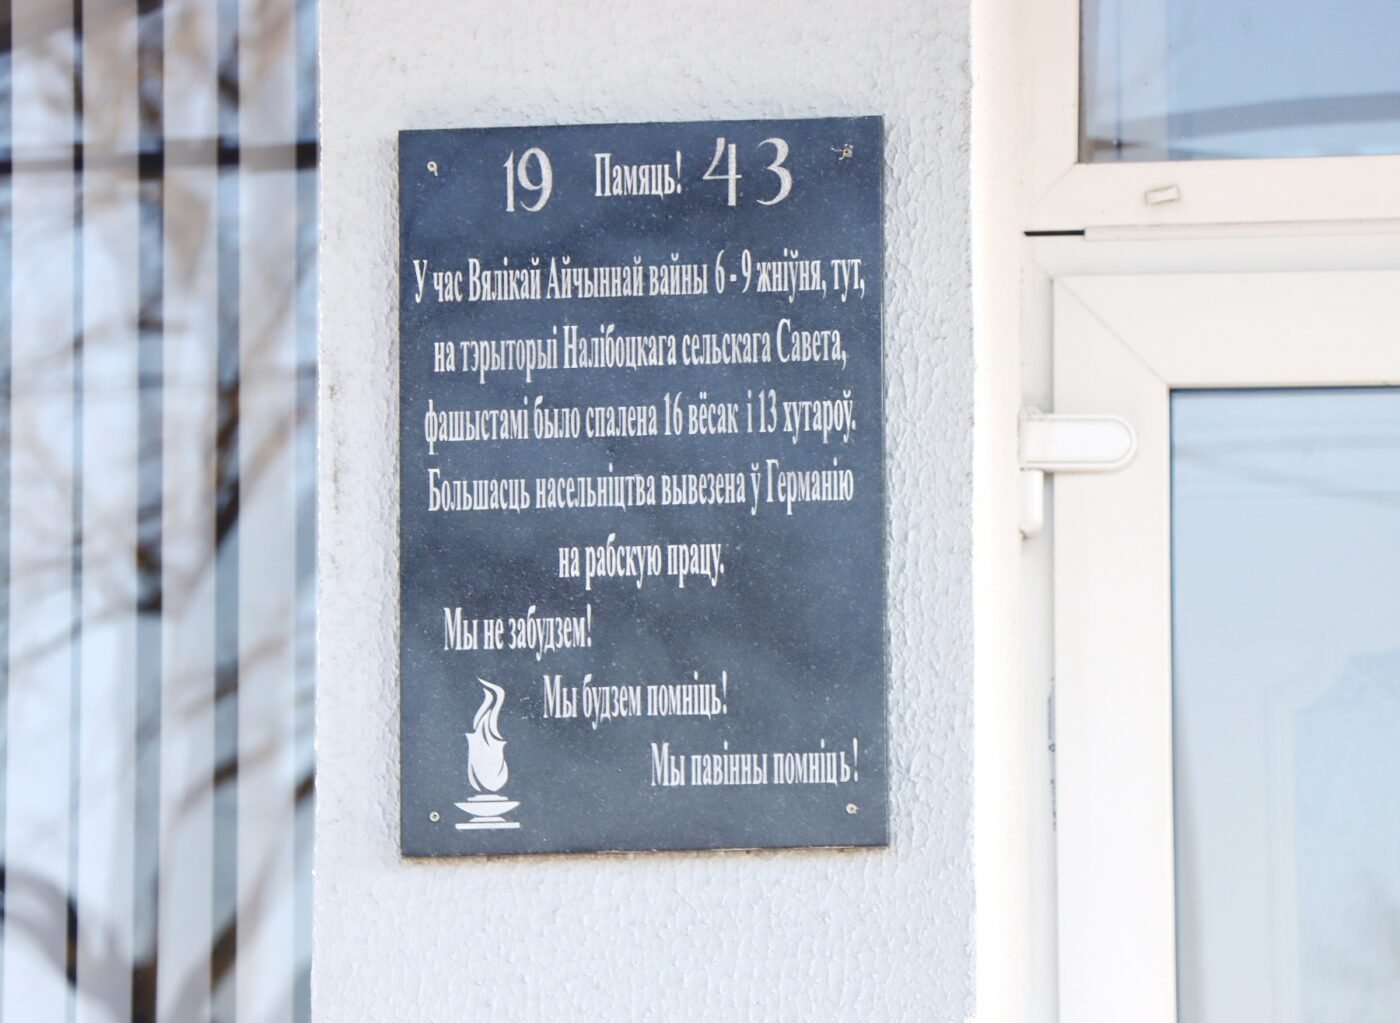 19 Памяць! 43
У час Вялікай Айчыннай вайны 6 - 9 жніўня, тут,
на тэрыторыі Налібоцкага сельскага Савета,
фашыстамі было спалена 16 вёсак і 13 хутароў.
Большасць насельніцтва вывезена ў Германію
на рабскую працу.
Мы не забудзем!
Мы будзем помніць!
Мы павінны помніць!